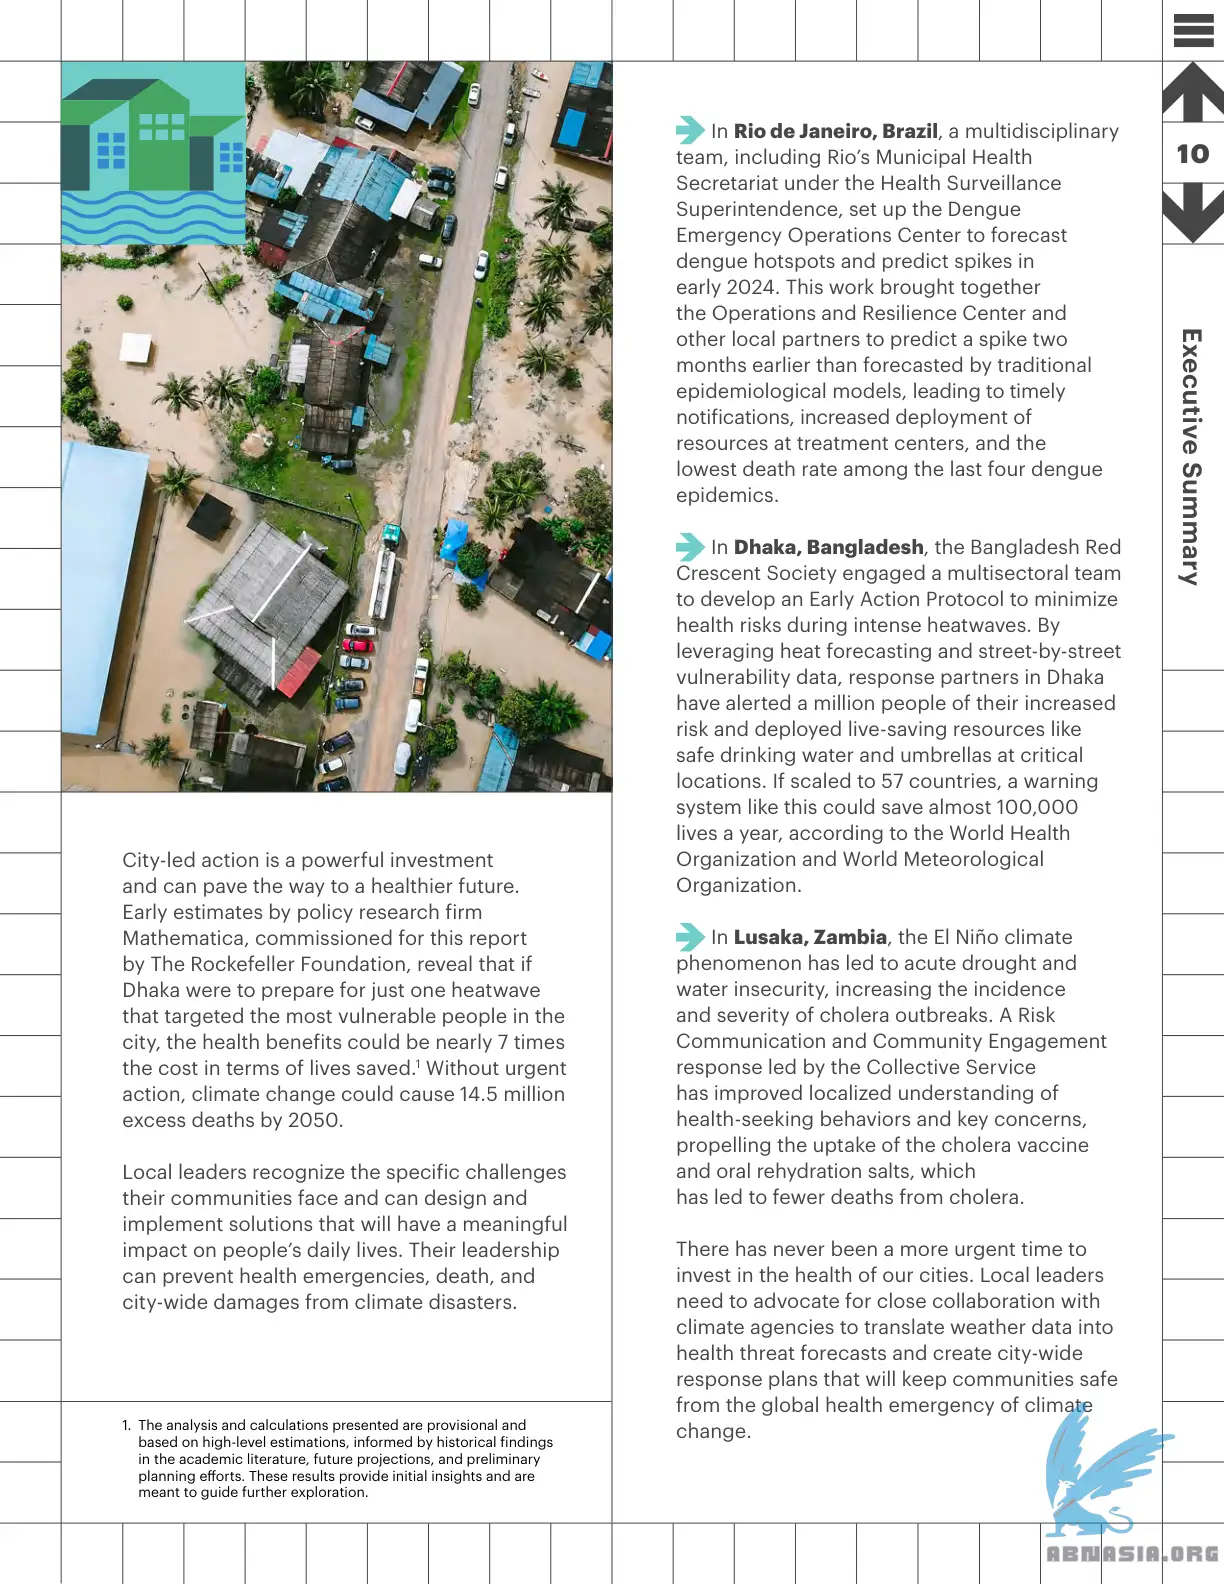 City-led action is a powerful investment
and can pave the way to a healthier future.
Early estimates by policy research firm
Mathematica, commissioned for this report
by The Rockefeller Foundation, reveal that if
Dhaka were to prepare for just one heatwave
that targeted the most vulnerable people in the
city, the health benefits could be nearly 7 times
the cost in terms of lives saved.¹ Without urgent
action, climate change could cause 14.5 million
excess deaths by 2050.
Local leaders recognize the specific challenges
their communities face and can design and
implement solutions that will have a meaningful
impact on people’s daily lives. Their leadership
can prevent health emergencies, death, and
city-wide damages from climate disasters.
1. The analysis and calculations presented are provisional and
based on high-level estimations, informed by historical findings
in the academic literature, future projections, and preliminary
planning efforts. These results provide initial insights and are
meant to guide further exploration.
In Rio de Janeiro, Brazil, a multidisciplinary
team, including Rio’s Municipal Health
Secretariat under the Health Surveillance
Superintendence, set up the Dengue
Emergency Operations Center to forecast
dengue hotspots and predict spikes in
early 2024. This work brought together
the Operations and Resilience Center and
other local partners to predict a spike two
months earlier than forecasted by traditional
epidemiological models, leading to timely
notifications, increased deployment of
resources at treatment centers, and the
lowest death rate among the last four dengue
epidemics.
In Dhaka, Bangladesh, the Bangladesh Red
Crescent Society engaged a multisectoral team
to develop an Early Action Protocol to minimize
health risks during intense heatwaves. By
leveraging heat forecasting and street-by-street
vulnerability data, response partners in Dhaka
have alerted a million people of their increased
risk and deployed live-saving resources like
safe drinking water and umbrellas at critical
locations. If scaled to 57 countries, a warning
system like this could save almost 100,000
lives a year, according to the World Health
Organization and World Meteorological
Organization.
In Lusaka, Zambia, the El Niño climate
phenomenon has led to acute drought and
water insecurity, increasing the incidence
and severity of cholera outbreaks. A Risk
Communication and Community Engagement
response led by the Collective Service
has improved localized understanding of
health-seeking behaviors and key concerns,
propelling the uptake of the cholera vaccine
and oral rehydration salts, which
has led to fewer deaths from cholera.
There has never been a more urgent time to
invest in the health of our cities. Local leaders
need to advocate for close collaboration with
climate agencies to translate weather data into
health threat forecasts and create city-wide
response plans that will keep communities safe
from the global health emergency of climate
change.
10
Executive Summary
ABNASIA.ORG